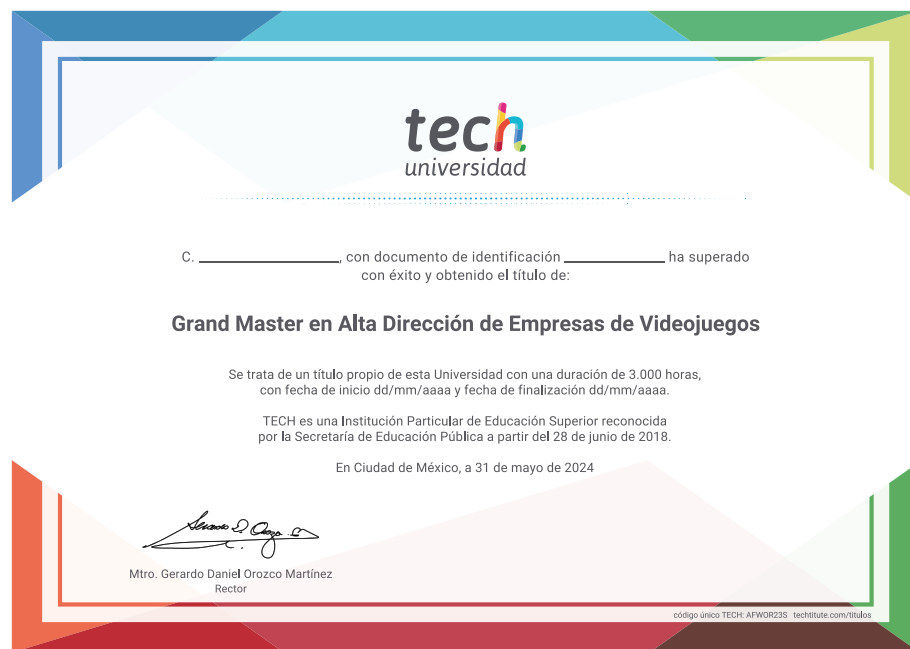 tech
universidad
C. ____________, con documento de identificación ____________ ha superado
con éxito y obtenido el título de:
Grand Master en Alta Dirección de Empresas de Videojuegos
Se trata de un título propio de esta Universidad con una duración de 3.000 horas,
con fecha de inicio dd/mm/aaaa y fecha de finalización dd/mm/aaaa.
TECH es una Institución Particular de Educación Superior reconocida
por la Secretaría de Educación Pública a partir del 28 de junio de 2018.
En Ciudad de México, a 31 de mayo de 2024
Mtro. Gerardo Daniel Orozco Martínez
Rector
código único TECH: AFWOR23S techtitute.com/titulos